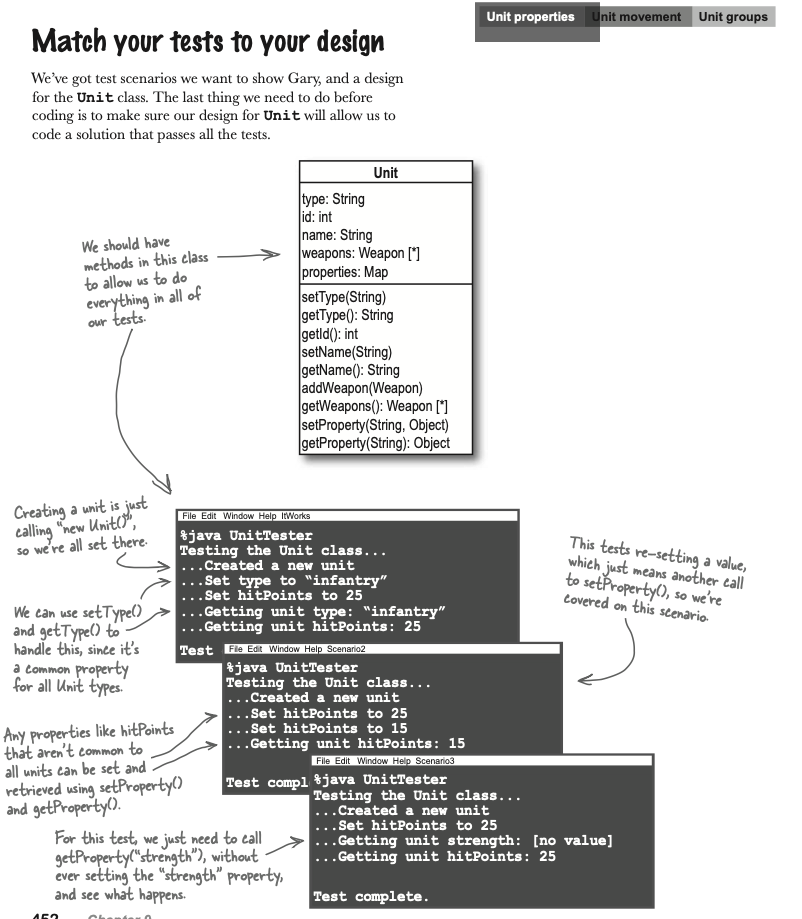 Unit properties Unit movement Unit groups
Match your tests to your design
We've got test scenarios we want to show Gary, and a design
for the Unit class. The last thing we need to do before
coding is to make sure our design for Unit will allow us to
code a solution that passes all the tests.
Unit
type: String
id: int
name: String
weapons: Weapon [*]
properties: Map
setType(String)
getType(): String
getId(): int
setName(String)
getName(): String
addWeapon(Weapon)
getWeapons(): Weapon [*]
setProperty(String, Object)
getProperty(String): Object
We should have
methods in this class
to allow us to do
everything in all of
our tests.
Creating a unit is just
calling "new Unit()",
so we're all set there.
We can use setType()
and getType() to
handle this, since it's
a common property
for all Unit types.
File Edit Window Help ItWorks
%java UnitTester
Testing the Unit class...
...Created a new unit
...Set type to "infantry"
...Set hitPoints to 25
...Getting unit type: "infantry"
...Getting unit hitPoints: 25
Test
This tests re-setting a value,
which just means another call
to setProperty(), so we're
covered on this scenario.
File Edit Window Help Scenario2
%java UnitTester
Testing the Unit class...
...Created a new unit
...Set hitPoints to 25
...Set hitPoints to 15
...Getting unit hitPoints: 15
Test compl
Any properties like hitPoints
that aren't common to
all units can be set and
retrieved using setProperty()
and getProperty().
File Edit Window Help Scenario3
%java UnitTester
Testing the Unit class...
...Created a new unit
...Set hitPoints to 25
...Getting unit strength: [no value]
...Getting unit hitPoints: 25
Test complete.
For this test, we just need to call
getProperty("strength"), without
ever setting the "strength" property,
and see what happens.
452 Chapter 9